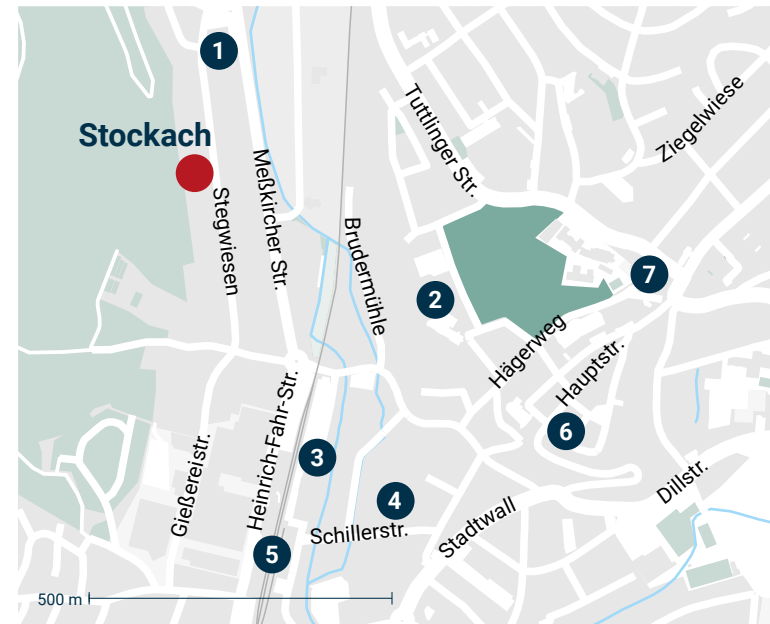 1
Tuttlinger Str.
Ziegelwiese
Stockach
Meßkircher Str.
Stegwiesen
Brudermühle
7
2
Hägerweg
Hauptstr.
Heinrich-Fahr-Str.
6
Gießereistr.
3
Dillstr.
4
Stadtwall
Schillerstr.
5
500 m